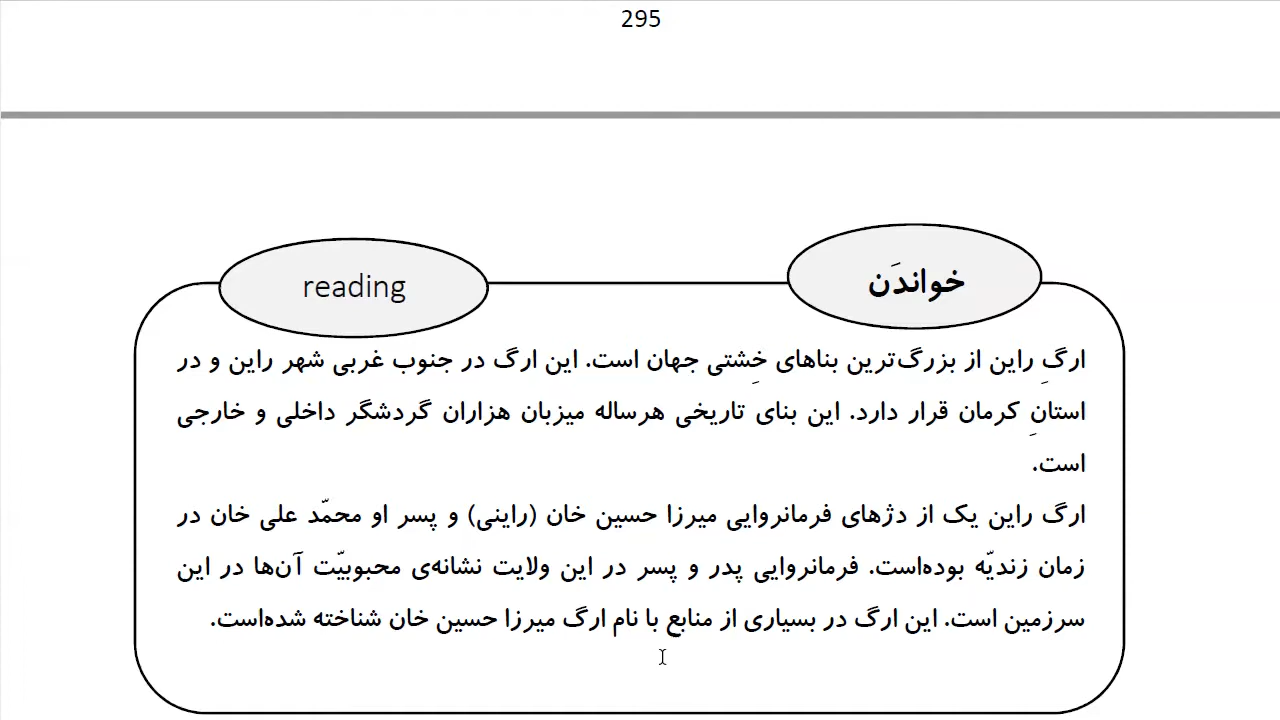 295
خواندَن
reading
ارگِ راین از بزرگ‌ترین بناهای خِشتی جهان است. این ارگ در جنوب غربی شهر راین و در
استانِ کرمان قرار دارد. این بنای تاریخی هرساله میزبان هزاران گردشگر داخلی و خارجی
است.
ارگ راین یک از دژهای فرمانروایی میرزا حسین خان (راینی) و پسر او محمّد علی خان در
زمان زندیّه بوده‌است. فرمانروایی پدر و پسر در این ولایت نشانه‌ی محبوبیّت آن‌ها در این
سرزمین است. این ارگ در بسیاری از منابع با نام ارگ میرزا حسین خان شناخته شده‌است.